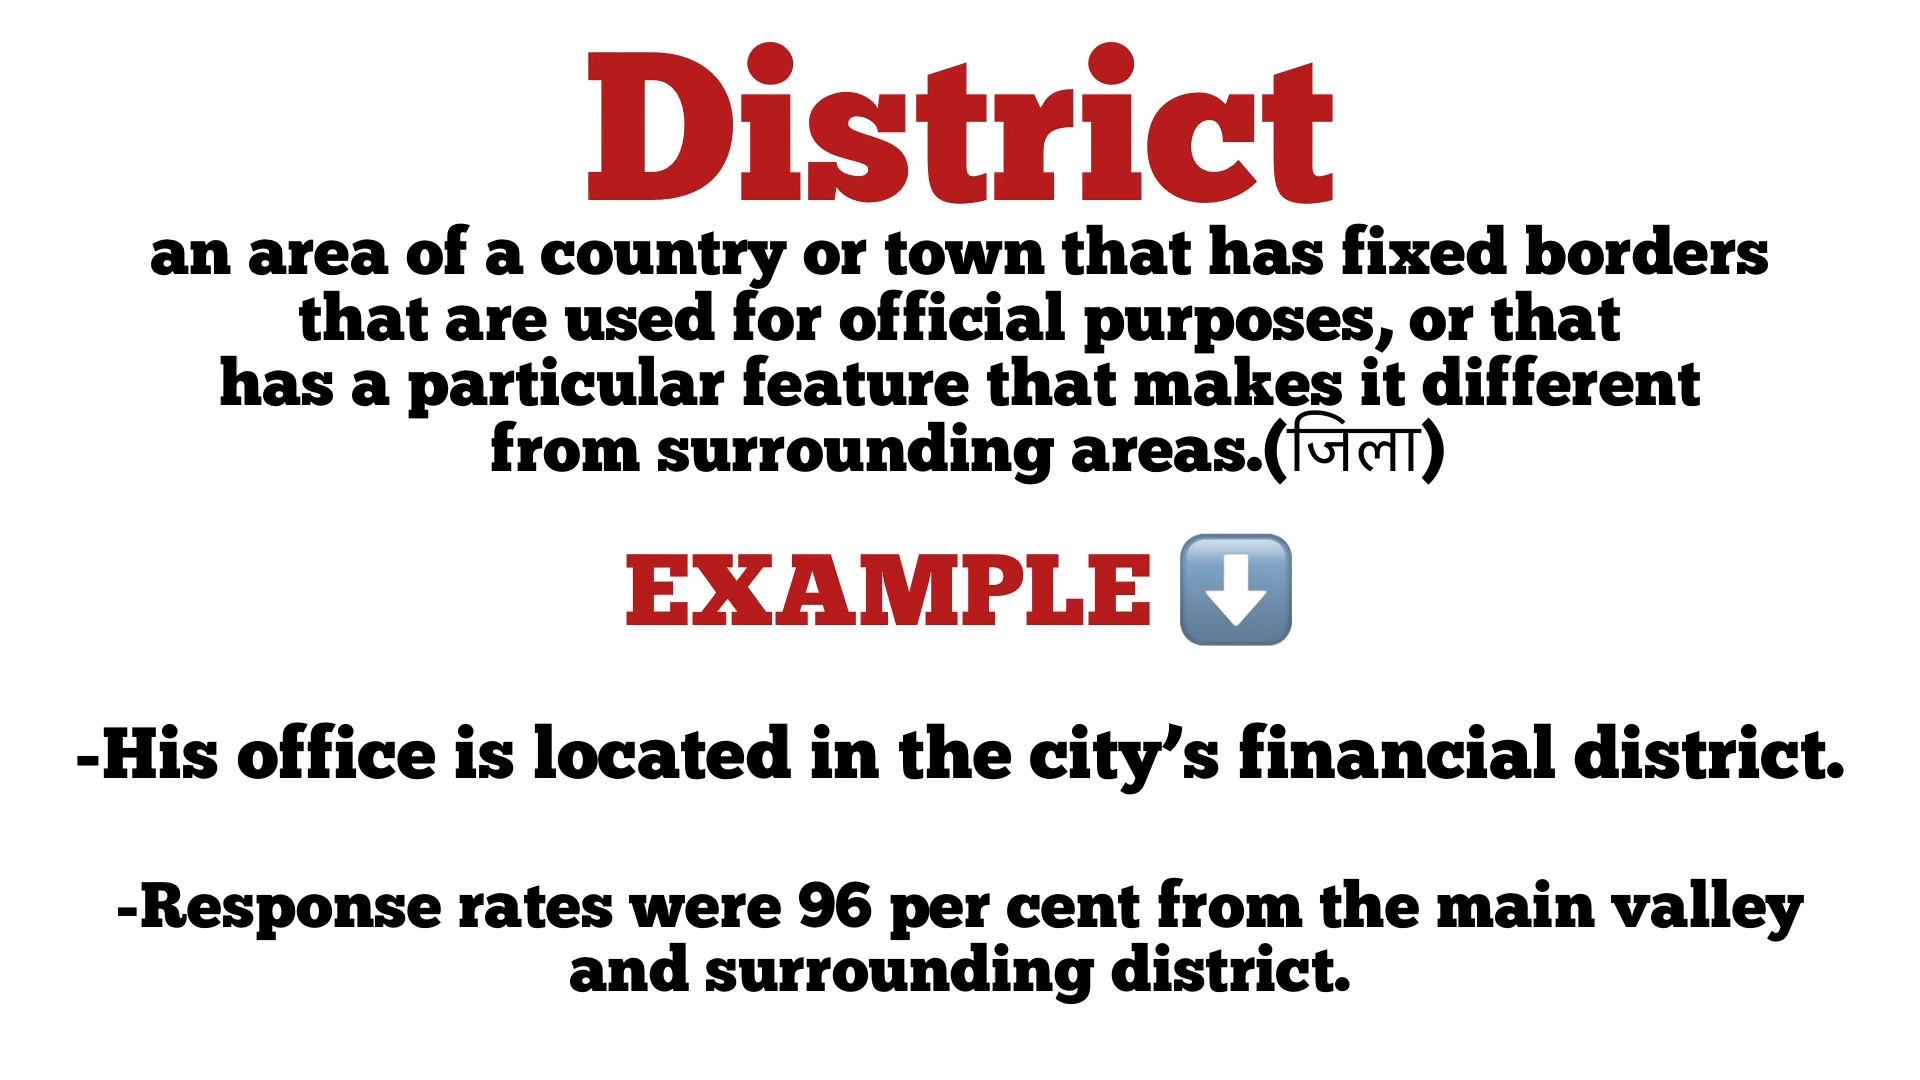 District
an area of a country or town that has fixed borders
that are used for official purposes, or that
has a particular feature that makes it different
from surrounding areas.(जिला)
EXAMPLE ⬇️
-His office is located in the city’s financial district.
-Response rates were 96 per cent from the main valley
and surrounding district.